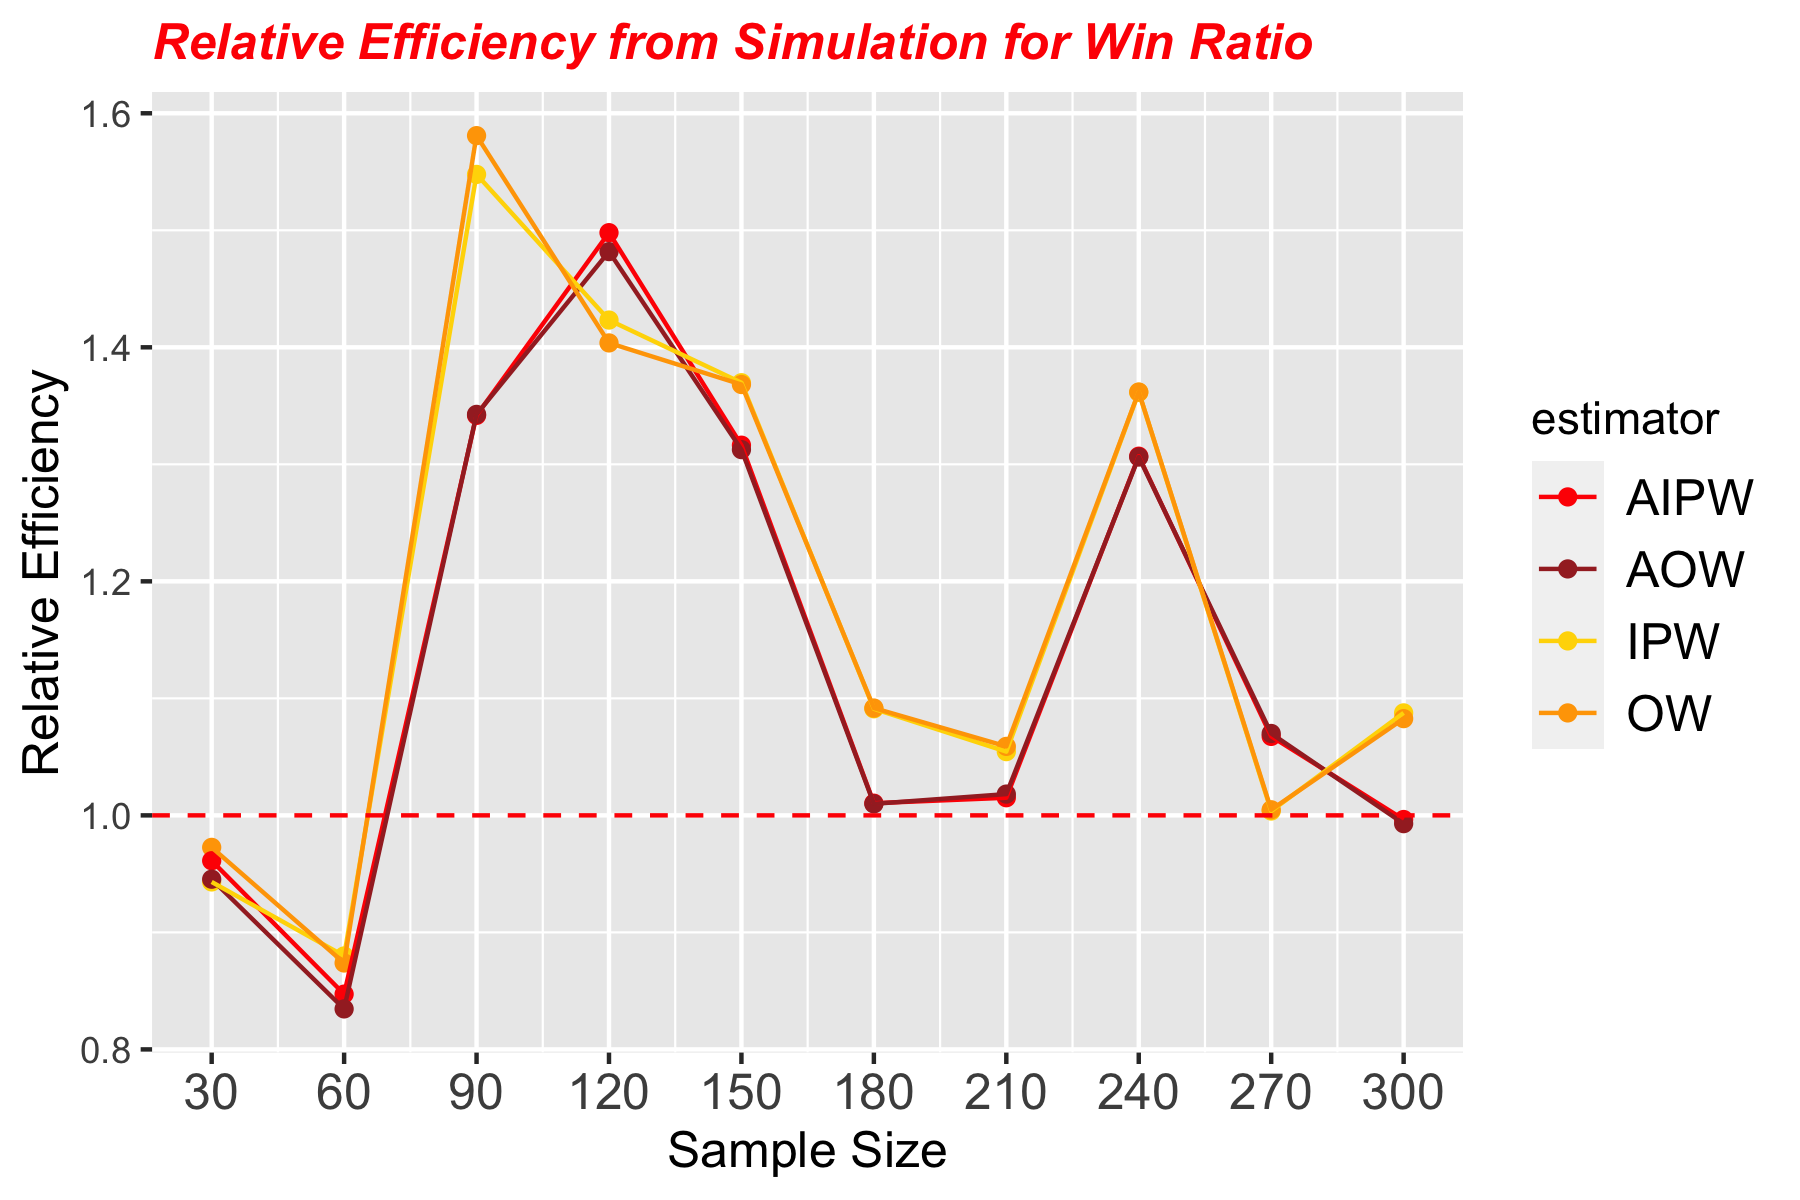 Relative Efficiency from Simulation for Win Ratio
1.6
1.4
1.2
1.0
0.8
Relative Efficiency
30 60 90 120 150 180 210 240 270 300
Sample Size
estimator
AIPW
AOW
IPW
OW